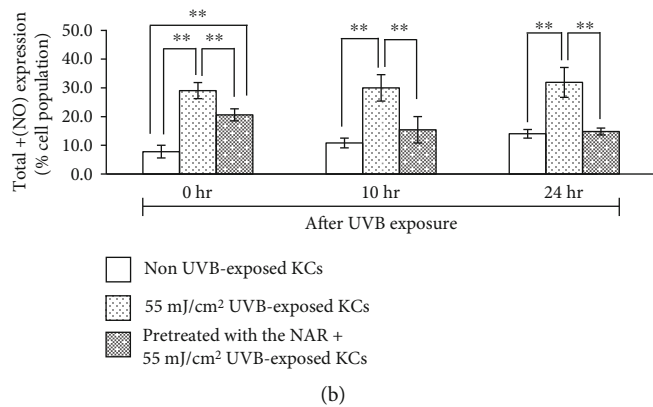 **
** ** ** ** ** **
50.0
40.0
30.0
20.0
10.0
0.0
Total +(NO) expression
(% cell population)
0 hr 10 hr 24 hr
After UVB exposure
Non UVB-exposed KCs
55 mJ/cm² UVB-exposed KCs
Pretreated with the NAR +
55 mJ/cm² UVB-exposed KCs
(b)